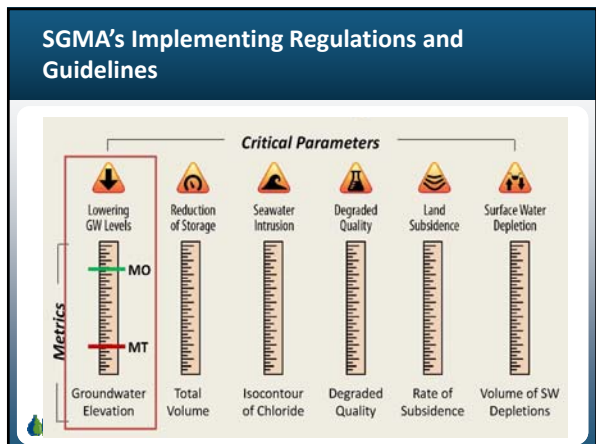 SGMA's Implementing Regulations and
Guidelines
Critical Parameters
Lowering
GW Levels
Reduction
of Storage
Seawater
Intrusion
Degraded
Quality
Land
Subsidence
Surface Water
Depletion
Metrics
MO
MT
Groundwater
Elevation
Total
Volume
Isocontour
of Chloride
Degraded
Quality
Rate of
Subsidence
Volume of SW
Depletions